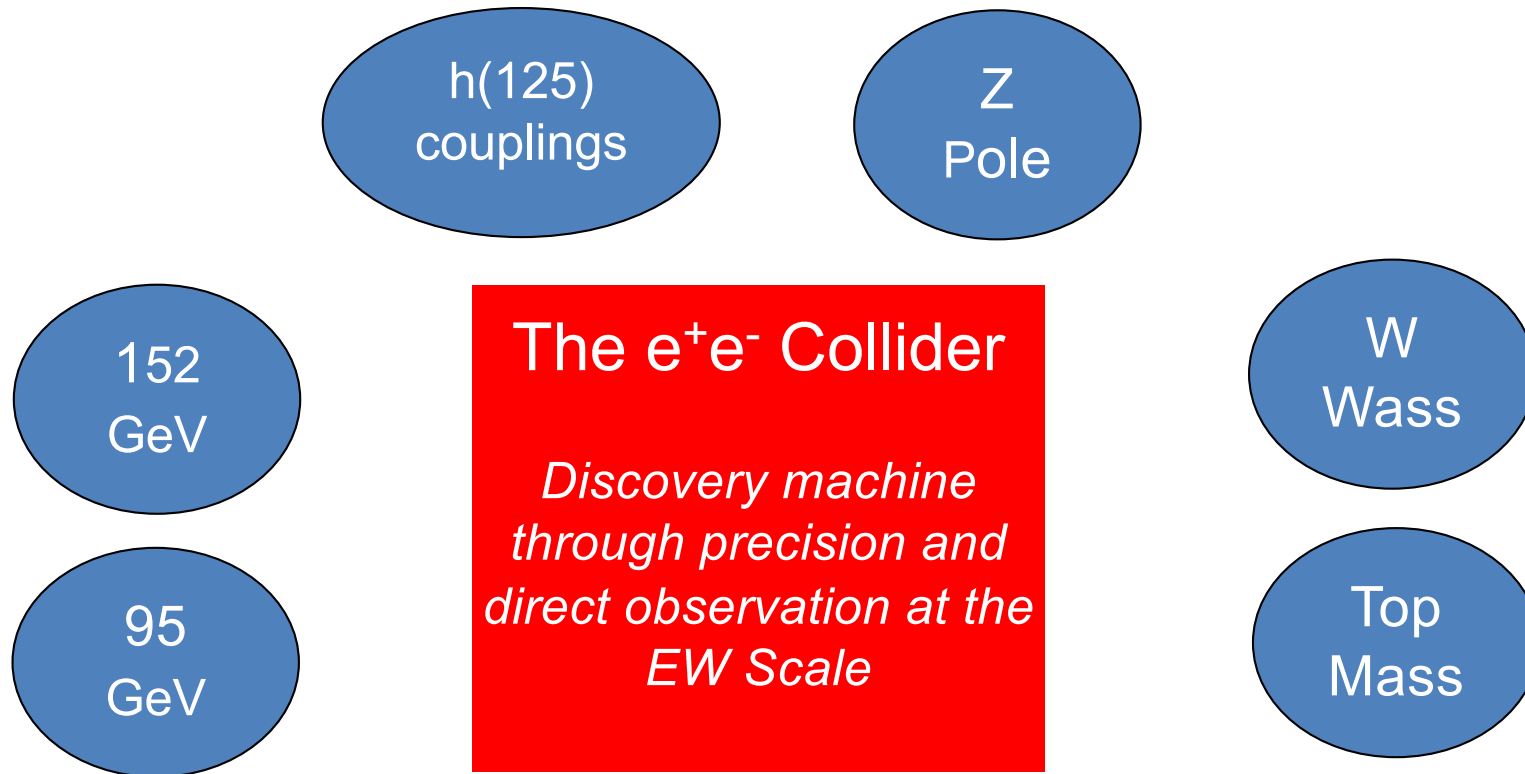 h(125)
couplings
Z
Pole
152
GeV
The e⁺e⁻ Collider
W
Wass
Discovery machine
through precision and
direct observation at the
EW Scale
95
GeV
Top
Mass